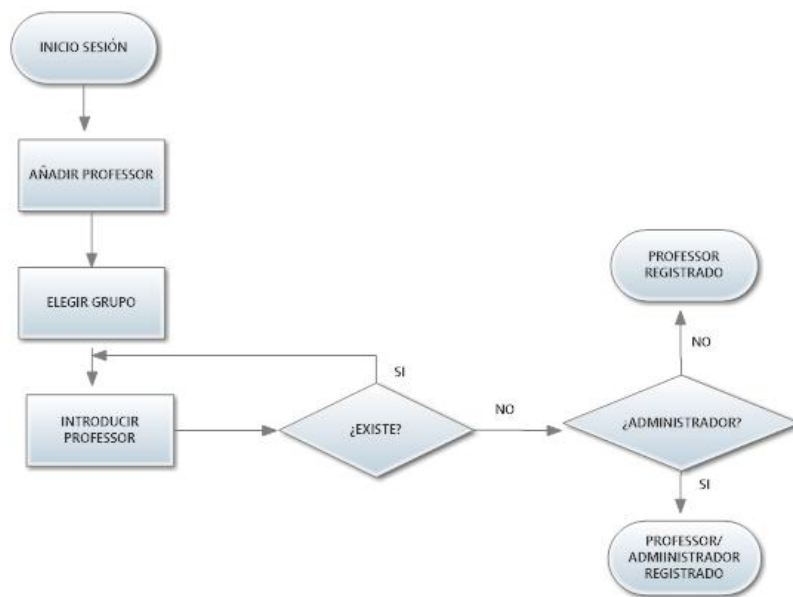 INICIO SESIÓN
AÑADIR PROFESSOR
ELEGIR GRUPO
INTRODUCIR
PROFESSOR
¿EXISTE?
SI
NO
¿ADMINISTRADOR?
NO
PROFESSOR
REGISTRADO
SI
PROFESSOR/
ADMIINISTRADOR
REGISTRADO